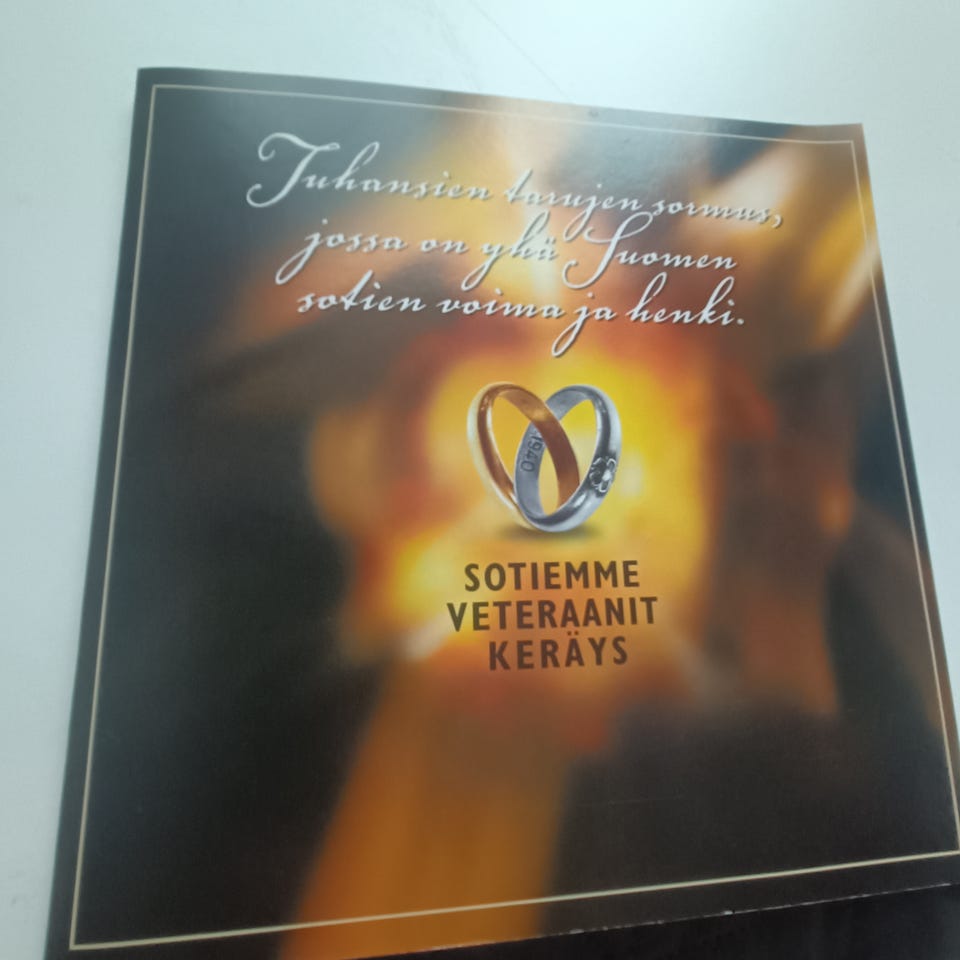 Tuhansien tarujen sormus,
jossa on yhä Suomen
sotien voima ja henki.
1940
SOTIEMME
VETERAANIT
KERÄYS